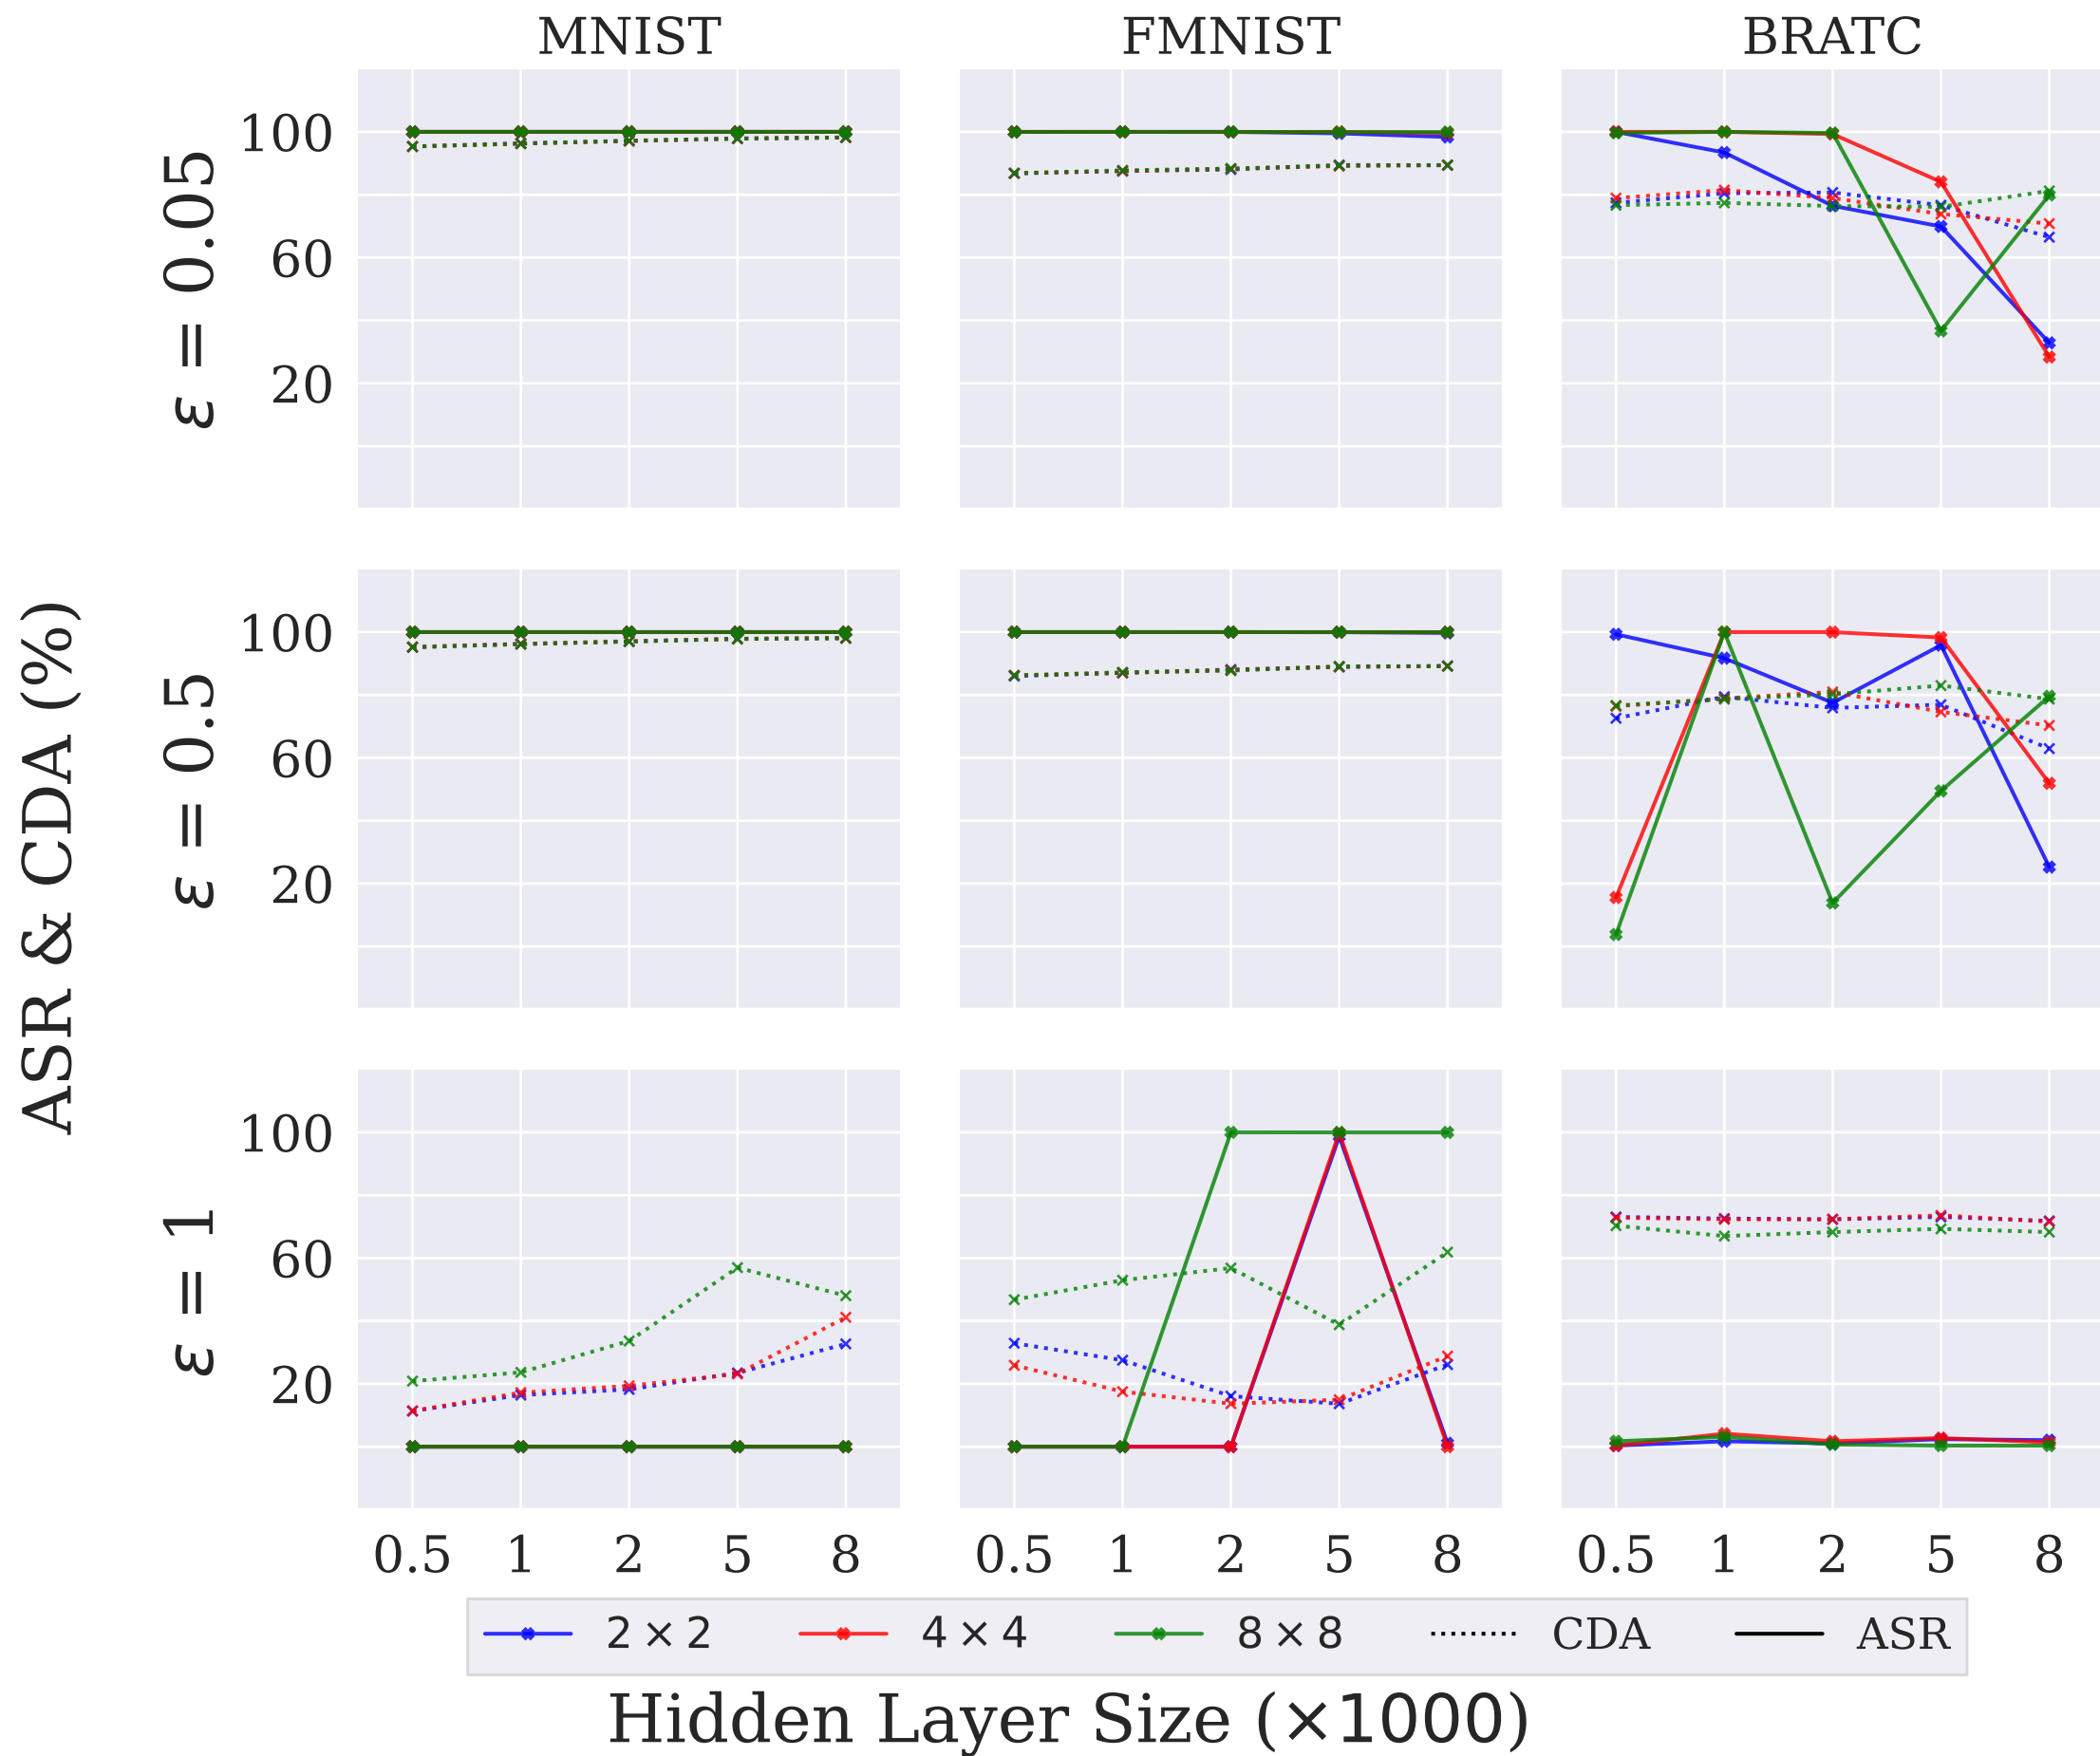 MNIST FMNIST BRATC
ASR & CDA (%)
ε = 0.05
100
60
20
ε = 0.5
100
60
20
ε = 1
100
60
20
0.5 1 2 5 8 0.5 1 2 5 8 0.5 1 2 5 8
2 × 2 4 × 4 8 × 8 CDA ASR
Hidden Layer Size (×1000)